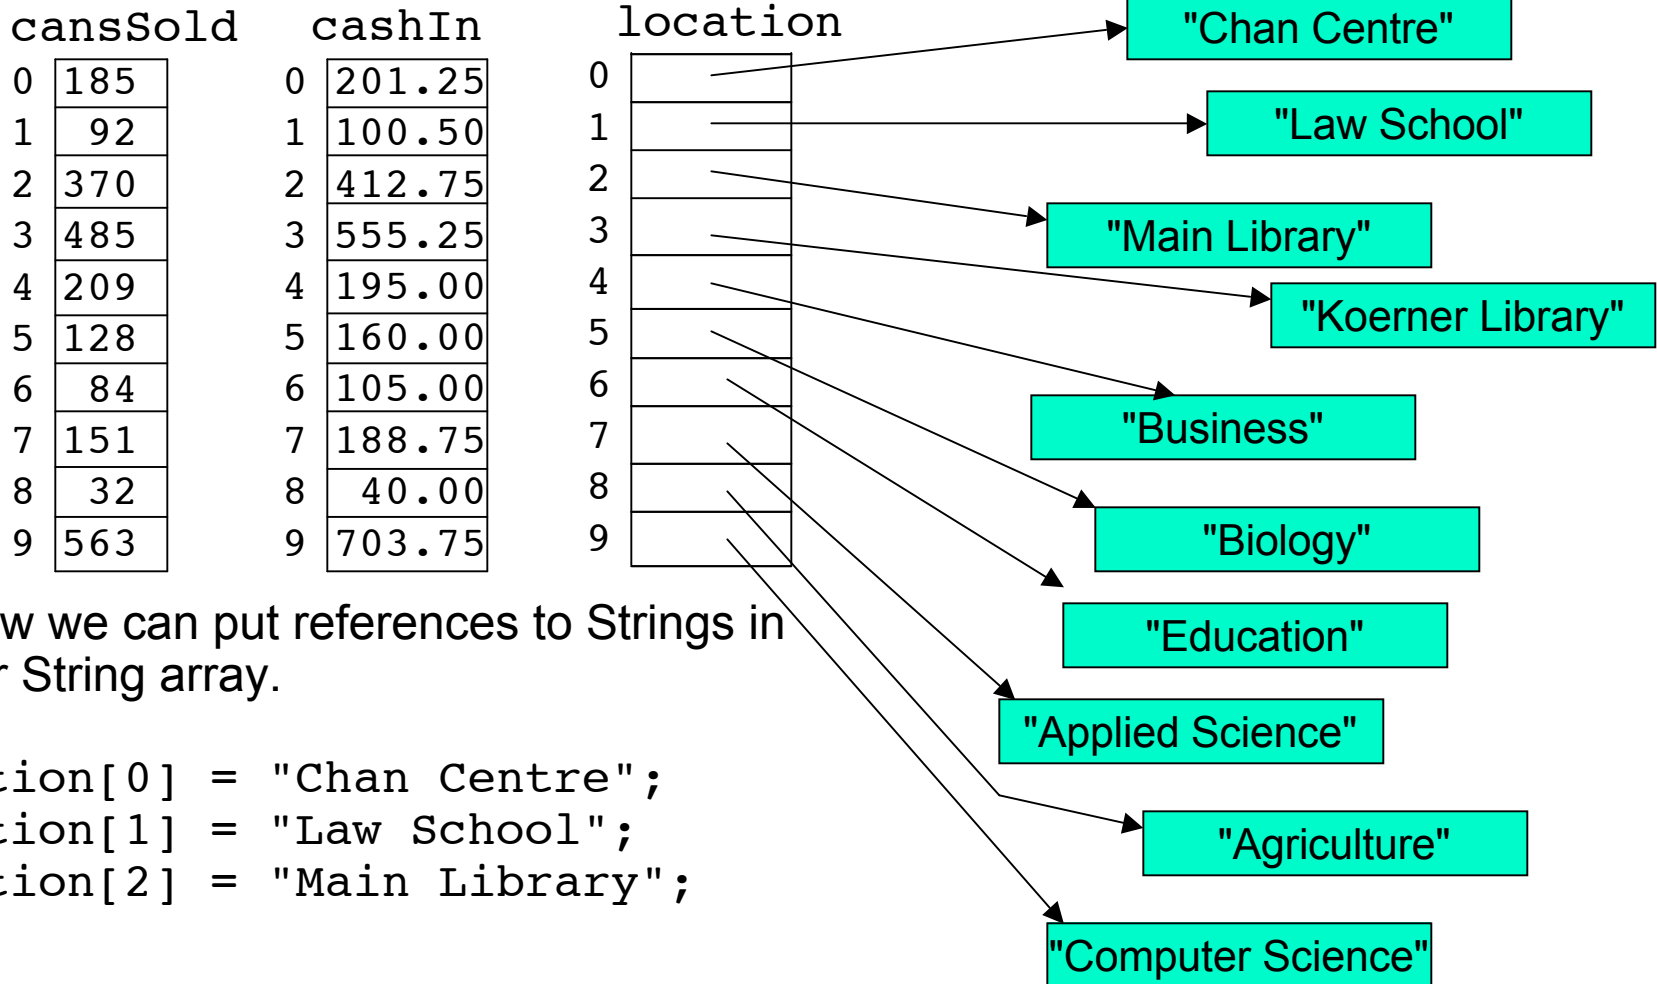 cansSold cashIn location
0 185 0 201.25 0 "Chan Centre"
1 92 1 100.50 1 "Law School"
2 370 2 412.75 2 "Main Library"
3 485 3 555.25 3 "Koerner Library"
4 209 4 195.00 4 "Business"
5 128 5 160.00 5 "Biology"
6 84 6 105.00 6 "Education"
7 151 7 188.75 7 "Applied Science"
8 32 8 40.00 8 "Agriculture"
9 563 9 703.75 9 "Computer Science"
w we can put references to Strings in
r String array.
tion[0] = "Chan Centre";
tion[1] = "Law School";
tion[2] = "Main Library";